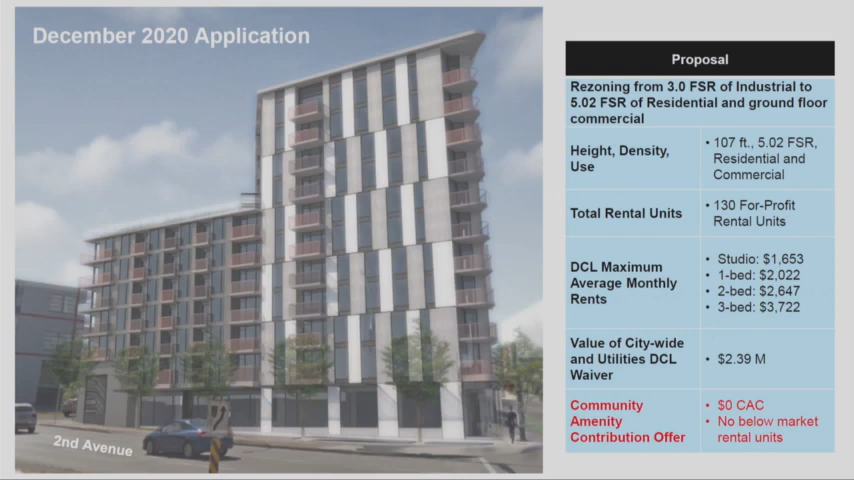 December 2020 Application
2nd Avenue
Proposal
Rezoning from 3.0 FSR of Industrial to
5.02 FSR of Residential and ground floor
commercial
Height, Density,
Use
• 107 ft., 5.02 FSR,
Residential and
Commercial
Total Rental Units
• 130 For-Profit
Rental Units
DCL Maximum
Average Monthly
Rents
• Studio: $1,653
• 1-bed: $2,022
• 2-bed: $2,647
• 3-bed: $3,722
Value of City-wide
and Utilities DCL
Waiver
• $2.39 M
Community
Amenity
Contribution Offer
• $0 CAC
• No below market
rental units